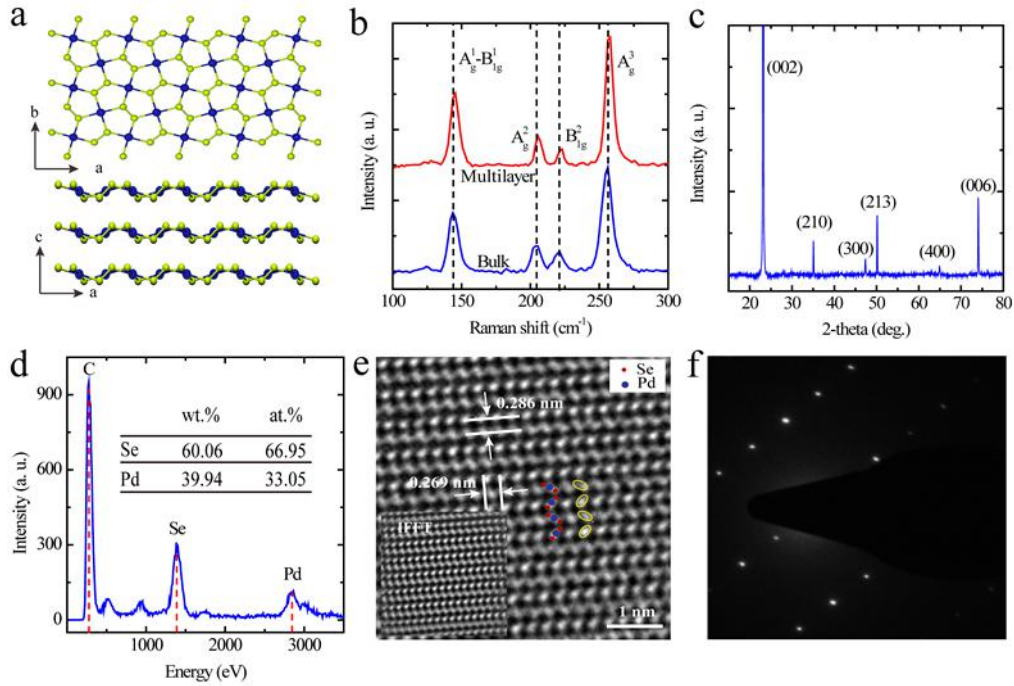 a
b
a
c
a
b
A¹g-B¹1g
A²g
B²1g
A³g
Multilayer
Bulk
Intensity (a. u.)
100 150 200 250 300
Raman shift (cm⁻¹)
c
(002)
(210)
(300)
(213)
(400)
(006)
Intensity (a. u.)
20 30 40 50 60 70 80
2-theta (deg.)
d
C
Se
Pd
wt.% at.%
Se 60.06 66.95
Pd 39.94 33.05
900
600
300
0
Intensity (a. u.)
1000 2000 3000
Energy (eV)
e
Se
Pd
0.286 nm
0.269 nm
IFFT
1 nm
f